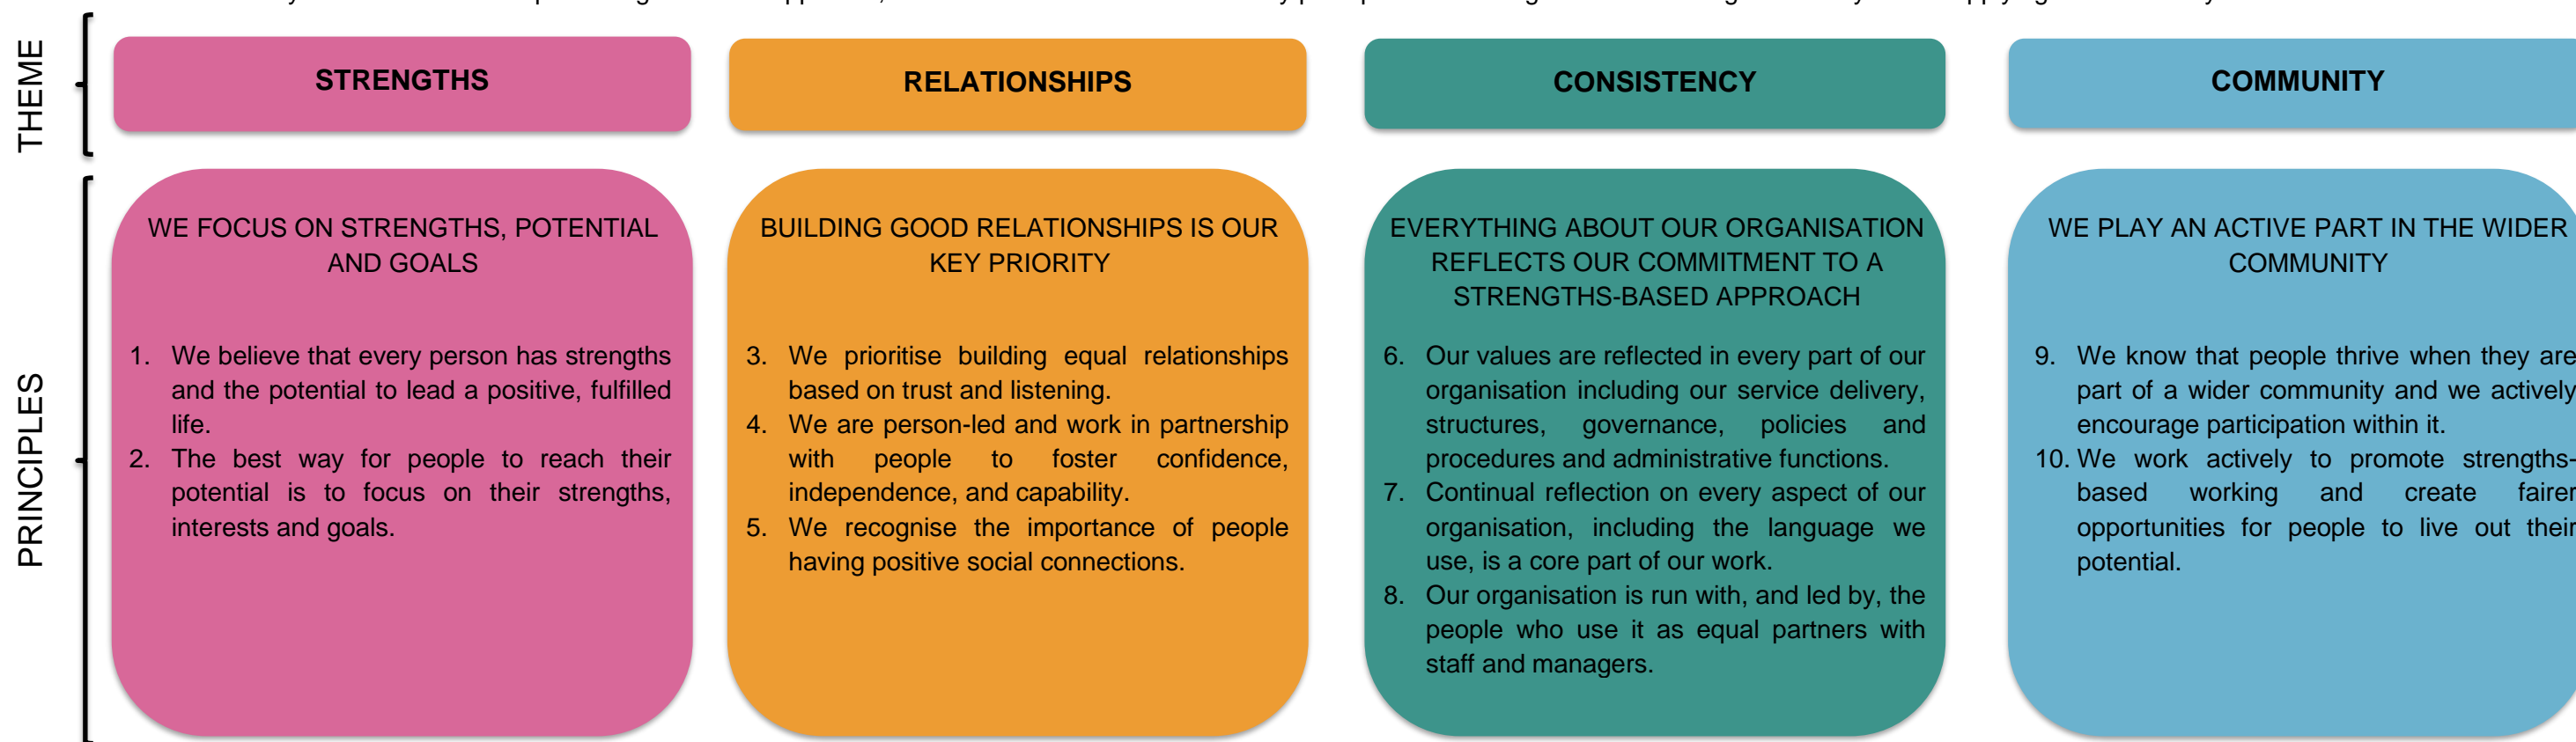 THEME
STRENGTHS
RELATIONSHIPS
CONSISTENCY
COMMUNITY
PRINCIPLES
WE FOCUS ON STRENGTHS, POTENTIAL
AND GOALS
1. We believe that every person has strengths
and the potential to lead a positive, fulfilled
life.
2. The best way for people to reach their
potential is to focus on their strengths,
interests and goals.
BUILDING GOOD RELATIONSHIPS IS OUR
KEY PRIORITY
3. We prioritise building equal relationships
based on trust and listening.
4. We are person-led and work in partnership
with people to foster confidence,
independence, and capability.
5. We recognise the importance of people
having positive social connections.
EVERYTHING ABOUT OUR ORGANISATION
REFLECTS OUR COMMITMENT TO A
STRENGTHS-BASED APPROACH
6. Our values are reflected in every part of our
organisation including our service delivery,
structures, governance, policies and
procedures and administrative functions.
7. Continual reflection on every aspect of our
organisation, including the language we
use, is a core part of our work.
8. Our organisation is run with, and led by, the
people who use it as equal partners with
staff and managers.
WE PLAY AN ACTIVE PART IN THE WIDER
COMMUNITY
9. We know that people thrive when they are
part of a wider community and we actively
encourage participation within it.
10. We work actively to promote strengths-
based working and create fairer
opportunities for people to live out their
potential.